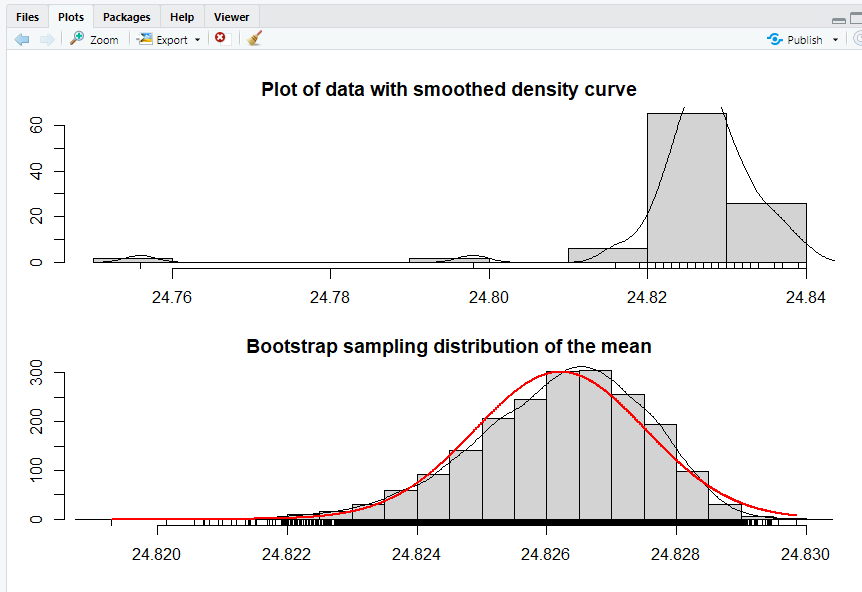 Files Plots Packages Help Viewer
Zoom Export Publish
Plot of data with smoothed density curve
60
40
20
0
24.76 24.78 24.80 24.82 24.84
Bootstrap sampling distribution of the mean
300
200
100
0
24.820 24.822 24.824 24.826 24.828 24.830